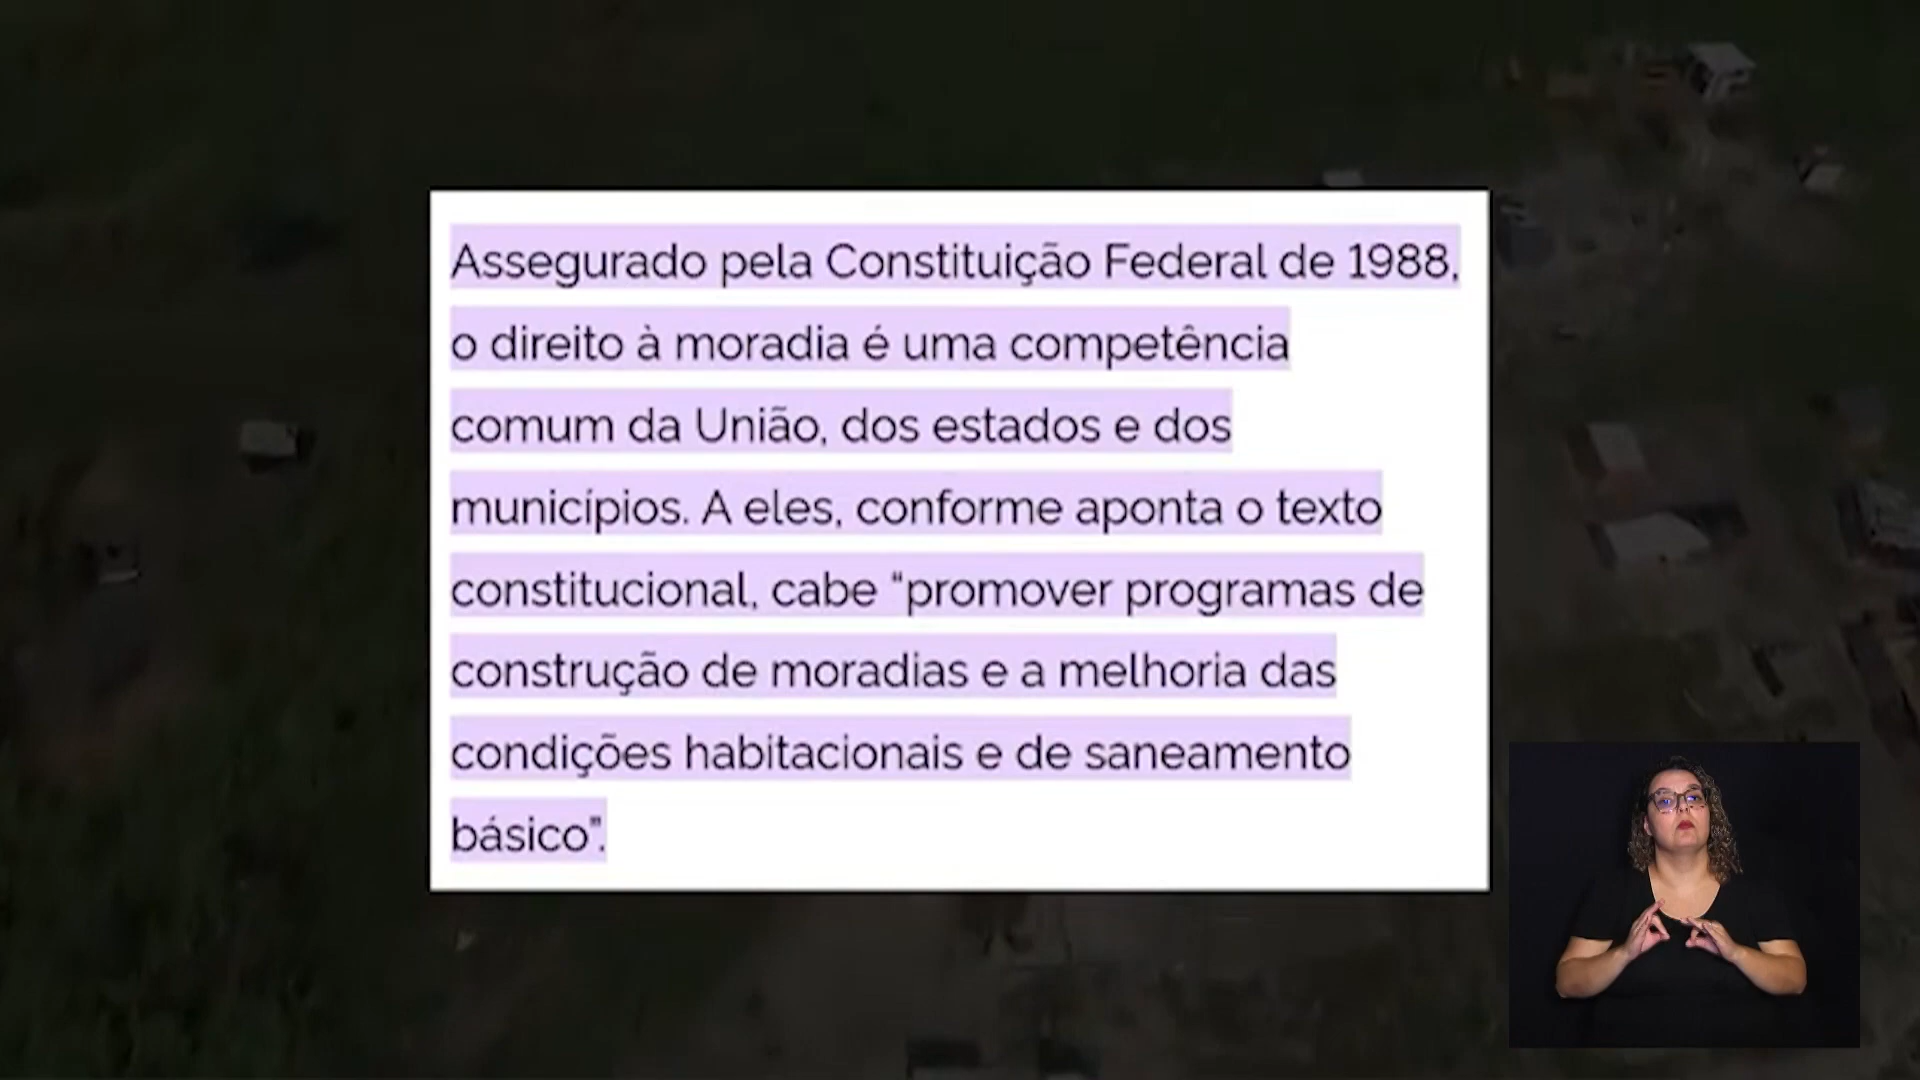 Assegurado pela Constituição Federal de 1988,
o direito à moradia é uma competência
comum da União, dos estados e dos
municípios. A eles, conforme aponta o texto
constitucional, cabe “promover programas de
construção de moradias e a melhoria das
condições habitacionais e de saneamento
básico”.